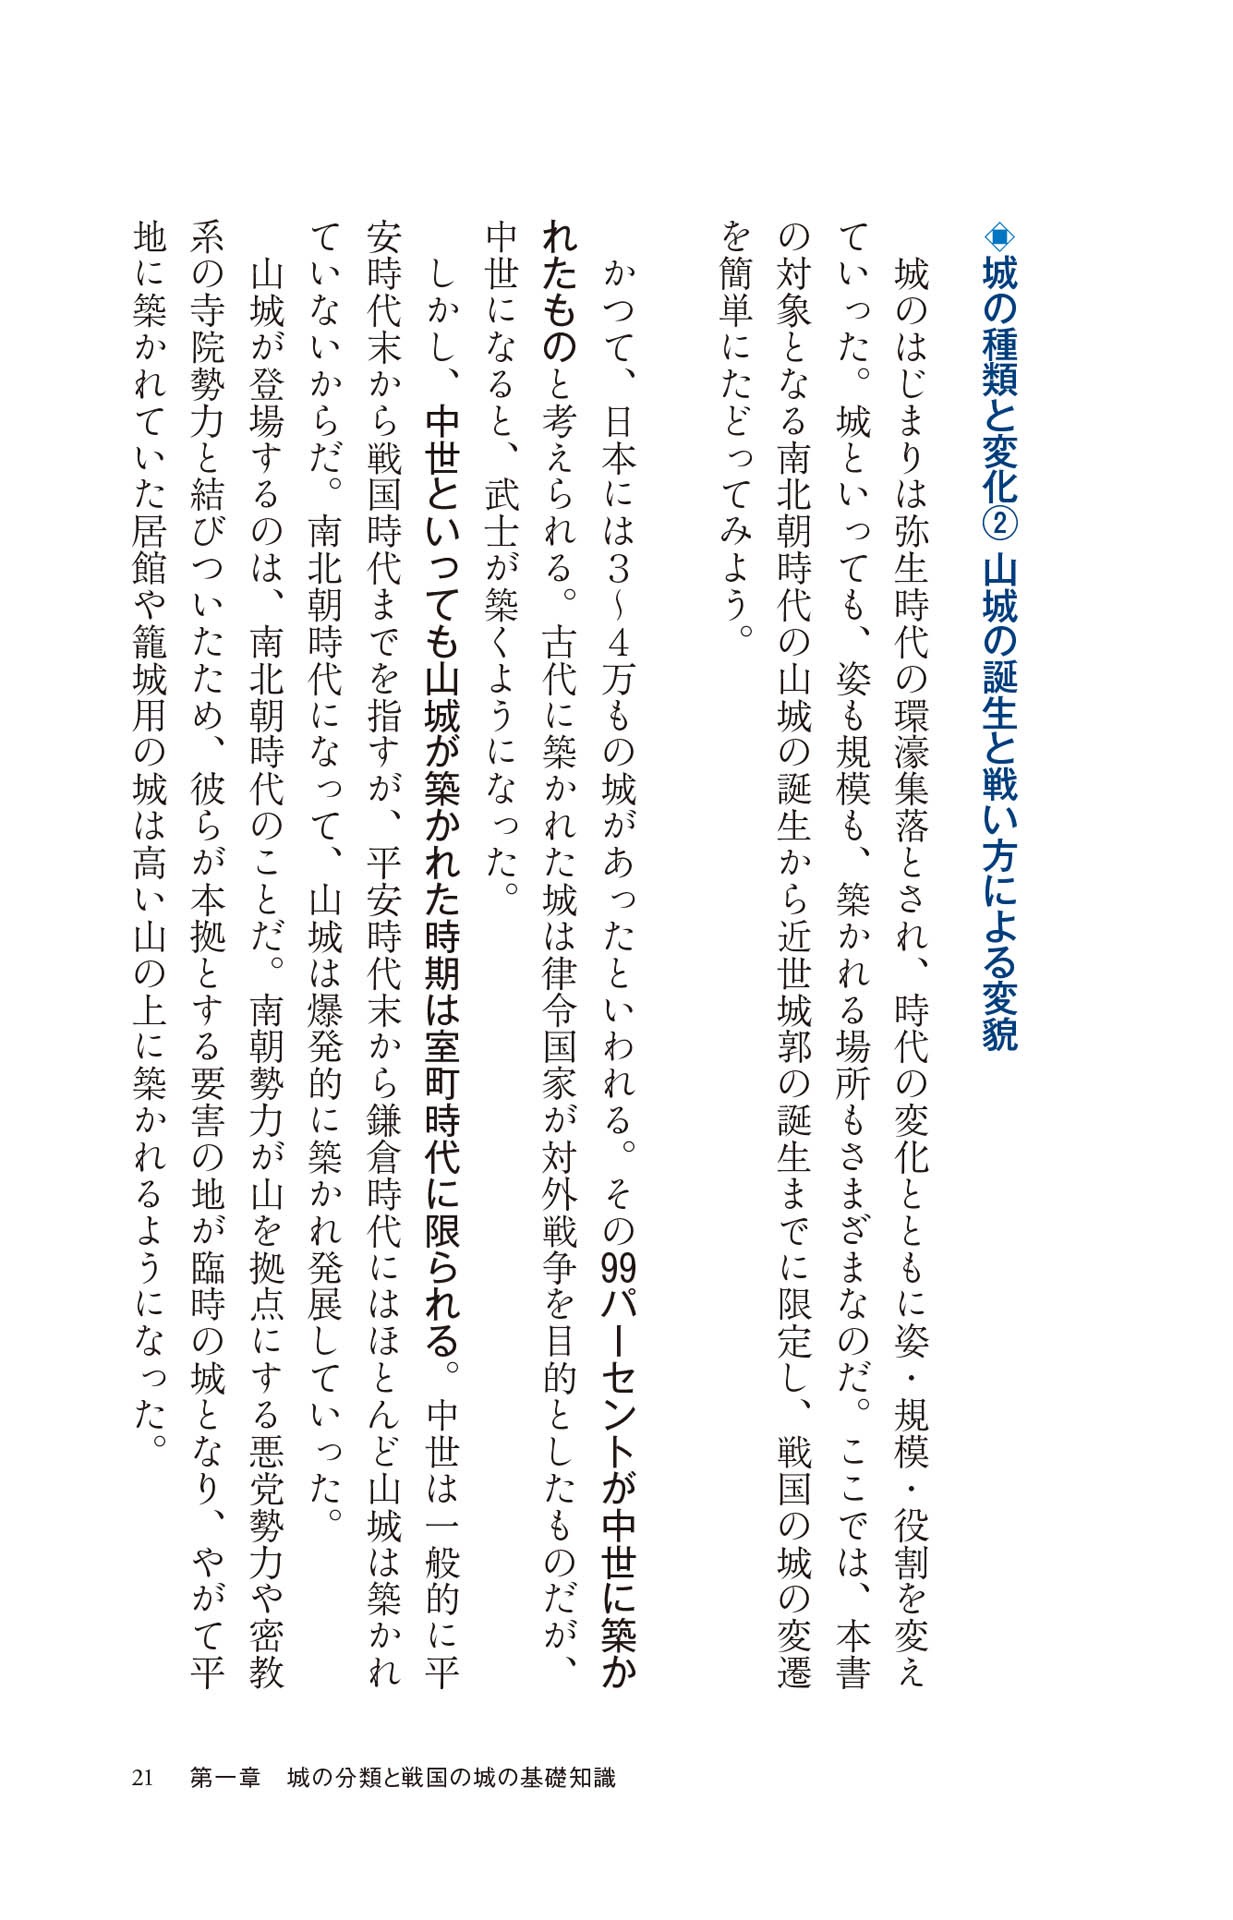 ◈城の種類と変化② 山城の誕生と戦い方による変貌
城のはじまりは弥生時代の環濠集落とされ、時代の変化とともに姿・規模・役割を変え
ていった。城といっても、姿も規模も、築かれる場所もさまざまなのだ。ここでは、本書
の対象となる南北朝時代の山城の誕生から近世城郭の誕生までに限定し、戦国の城の変遷
を簡単にたどってみよう。
かつて、日本には３〜４万もの城があったといわれる。その99パーセントが中世に築か
れたものと考えられる。古代に築かれた城は律令国家が対外戦争を目的としたものだが、
中世になると、武士が築くようになった。
しかし、中世といっても山城が築かれた時期は室町時代に限られる。中世は一般的に平
安時代末から戦国時代までを指すが、平安時代末から鎌倉時代にはほとんど山城は築かれ
ていないからだ。南北朝時代になって、山城は爆発的に築かれ発展していった。
山城が登場するのは、南北朝時代のことだ。南朝勢力が山を拠点にする悪党勢力や密教
系の寺院勢力と結びついたため、彼らが本拠とする要害の地が臨時の城となり、やがて平
地に築かれていた居館や籠城用の城は高い山の上に築かれるようになった。
21 第一章 城の分類と戦国の城の基礎知識